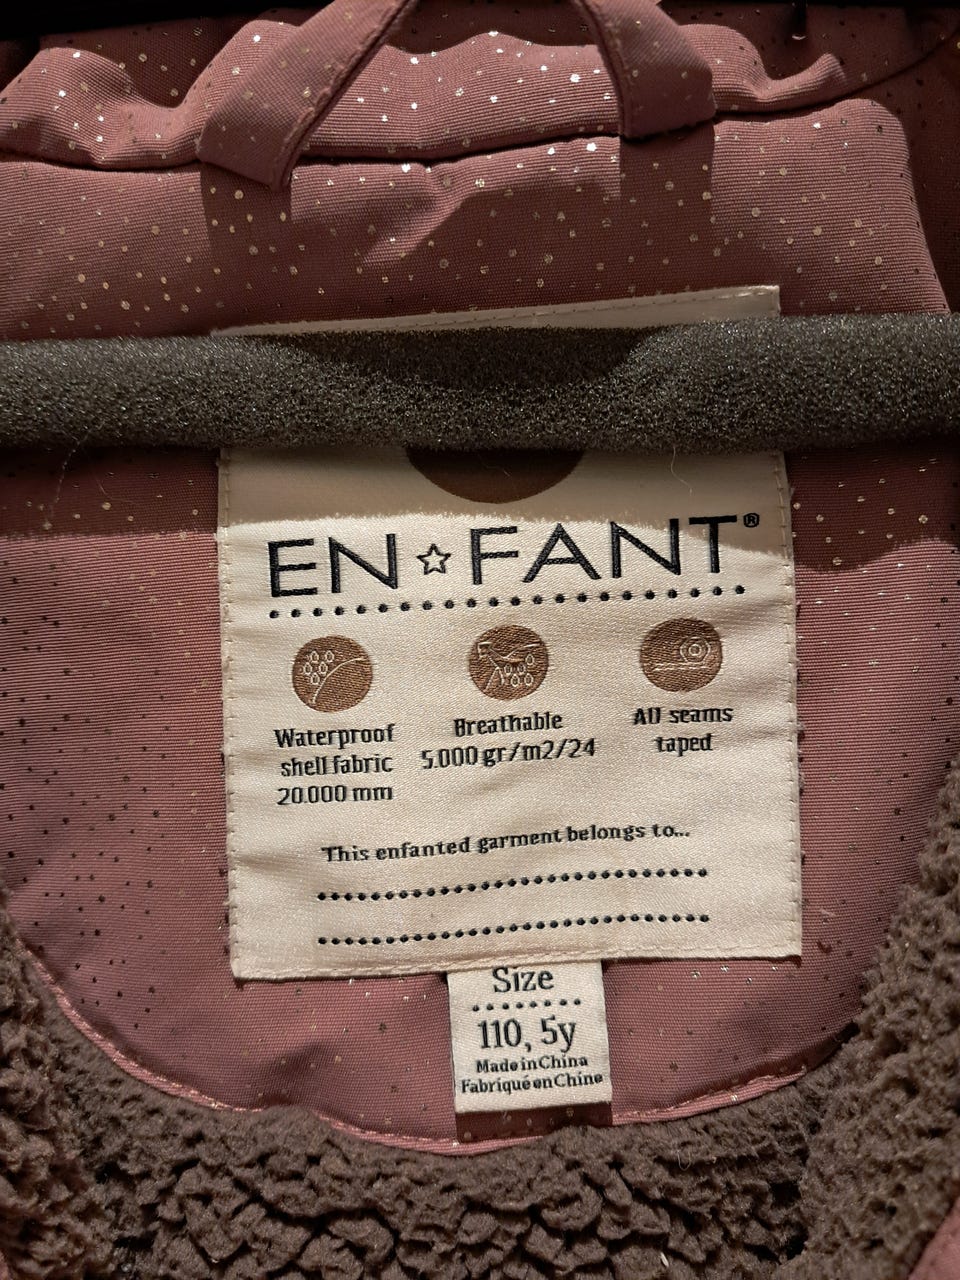 EN☆FANT®
Waterproof
shell fabric
20.000 mm
Breathable
5.000 gr/m2/24
All seams
taped
This enfanted garment belongs to...
Size
110, 5y
Made in China
Fabriqué en Chine